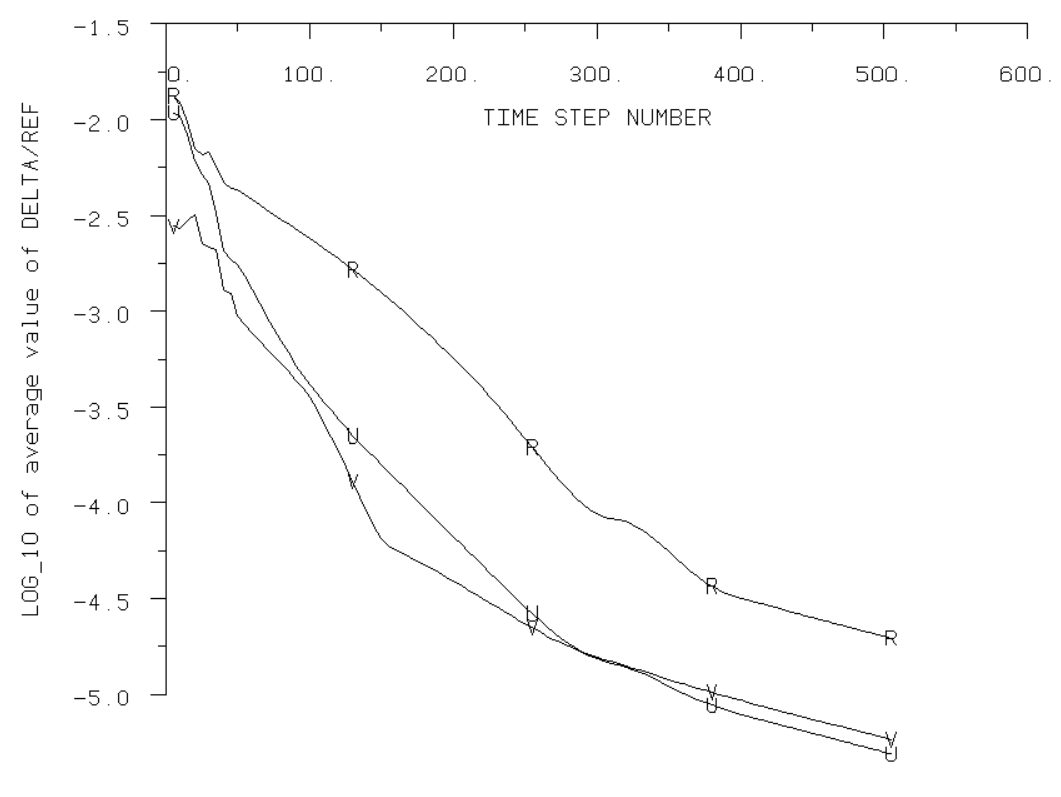 -1.5
0. 100. 200. 300. 400. 500. 600.
TIME STEP NUMBER
R
U
-2.0
-2.5
V
R
-3.0
-3.5
U
R
V
-4.0
-4.5
R
U
V
R
-5.0
V
U
V
U
LOG_10 of average value of DELTA/REF